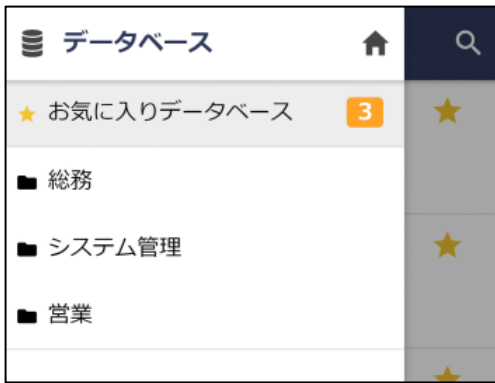 データベース
お気に入りデータベース 3
総務
システム管理
営業